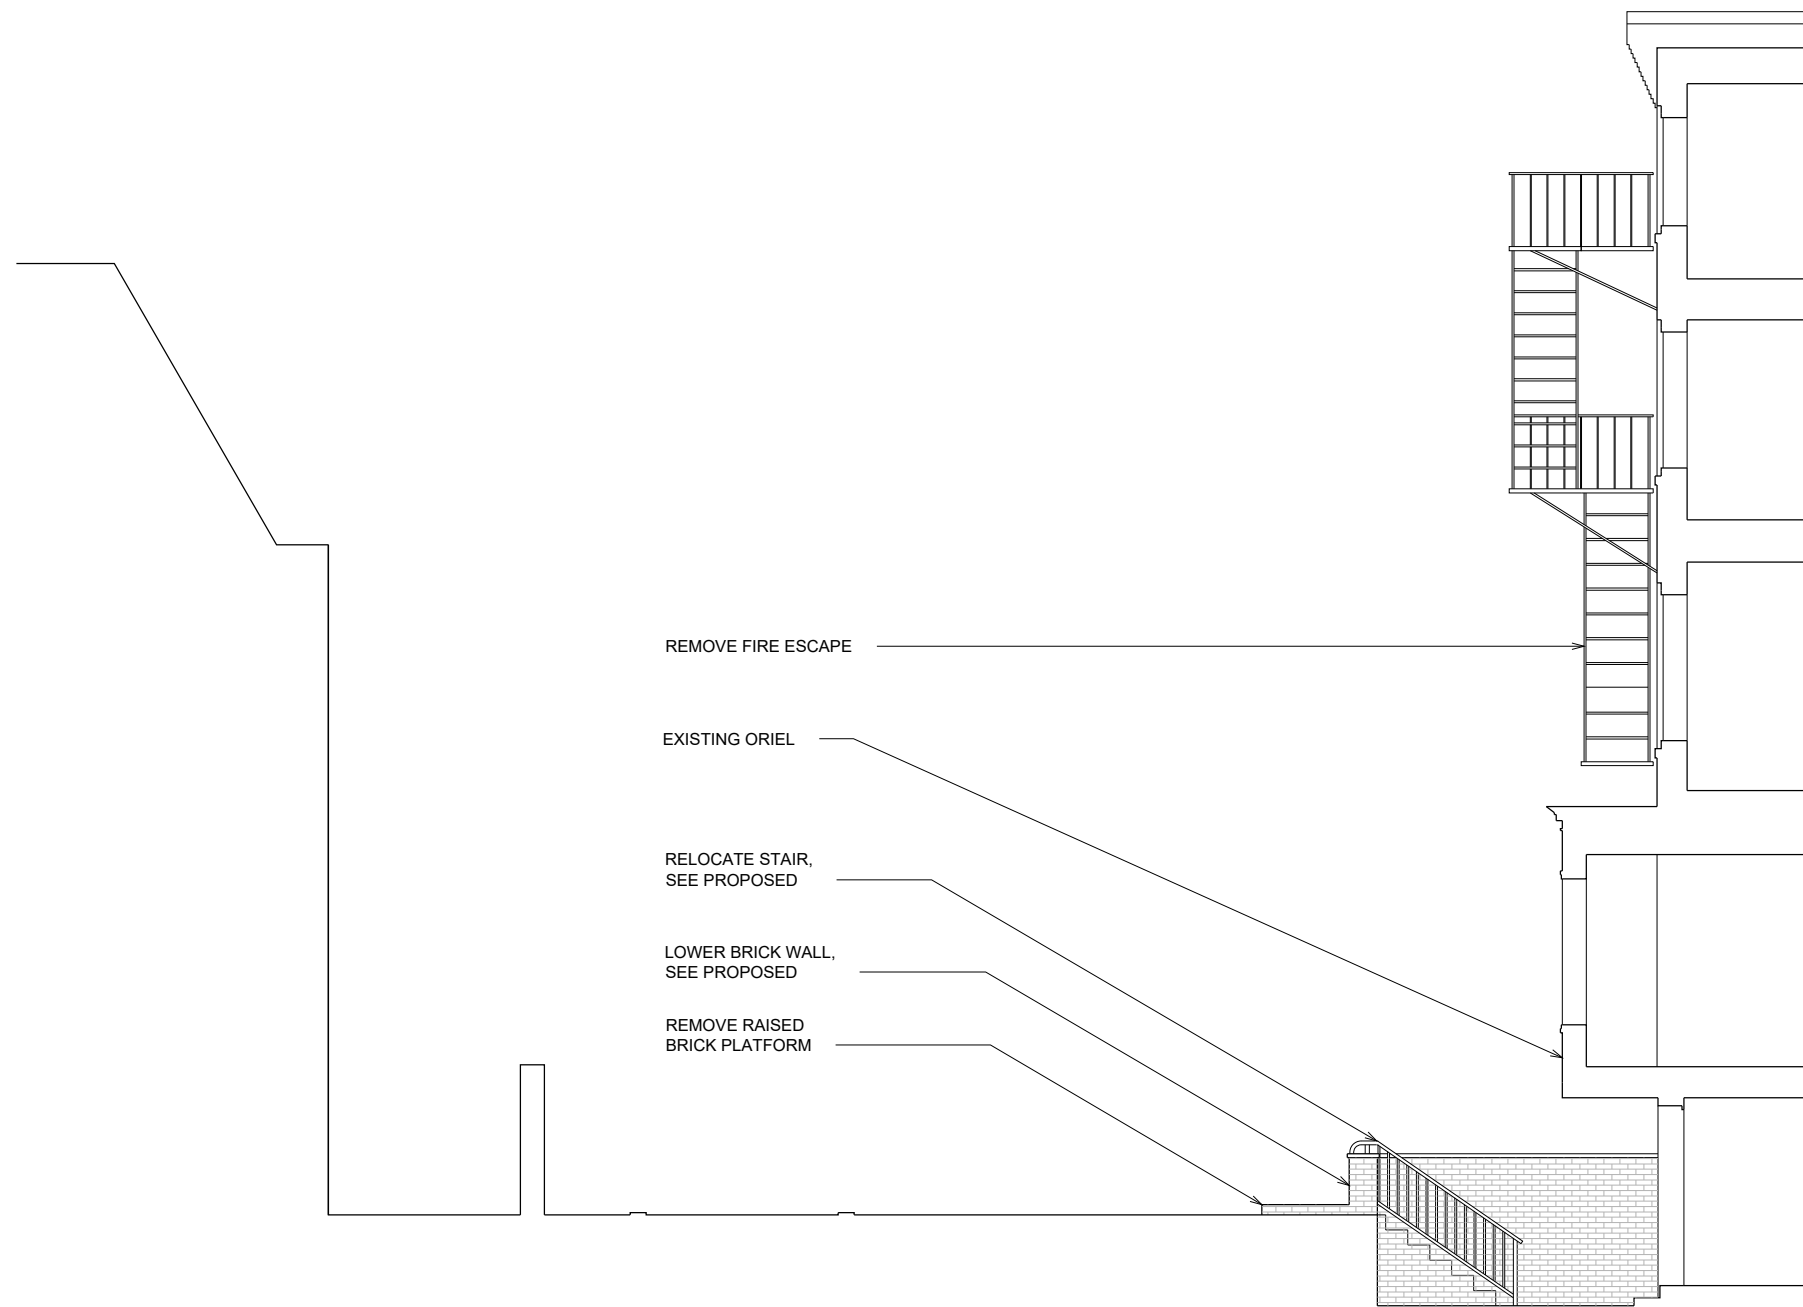 REMOVE FIRE ESCAPE
EXISTING ORIEL
RELOCATE STAIR,
SEE PROPOSED
LOWER BRICK WALL,
SEE PROPOSED
REMOVE RAISED
BRICK PLATFORM